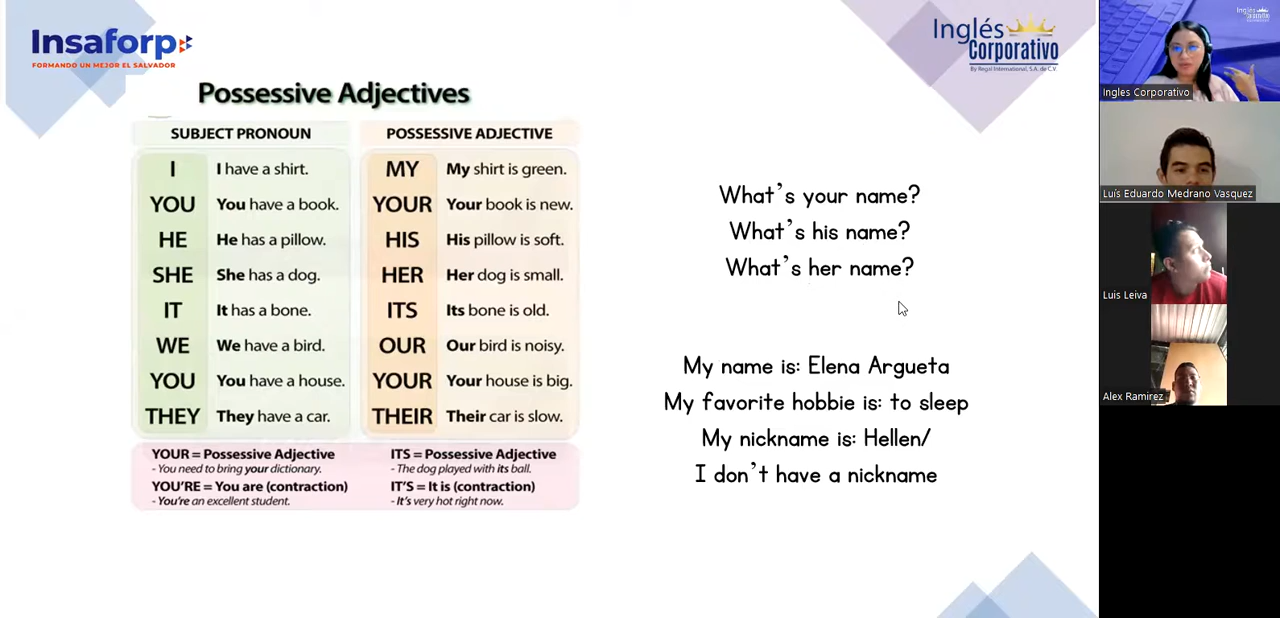 Insaforp
FORMANDO UN MEJOR EL SALVADOR
Inglés
Corporativo
By Regal International, S.A. de C.V.
Possessive Adjectives
SUBJECT PRONOUN POSSESSIVE ADJECTIVE
I I have a shirt. MY My shirt is green.
YOU You have a book. YOUR Your book is new.
HE He has a pillow. HIS His pillow is soft.
SHE She has a dog. HER Her dog is small.
IT It has a bone. ITS Its bone is old.
WE We have a bird. OUR Our bird is noisy.
YOU You have a house. YOUR Your house is big.
THEY They have a car. THEIR Their car is slow.
YOUR = Possessive Adjective
- You need to bring your dictionary.
YOU'RE = You are (contraction)
- You're an excellent student.
ITS = Possessive Adjective
- The dog played with its ball.
IT'S = It is (contraction)
- It's very hot right now.
What's your name?
What's his name?
What's her name?
My name is: Elena Argueta
My favorite hobbie is: to sleep
My nickname is: Hellen/
I don't have a nickname
Inglés
Ingles Corporativo
Luís Eduardo Medrano Vasquez
Luis Leiva
Alex Ramirez